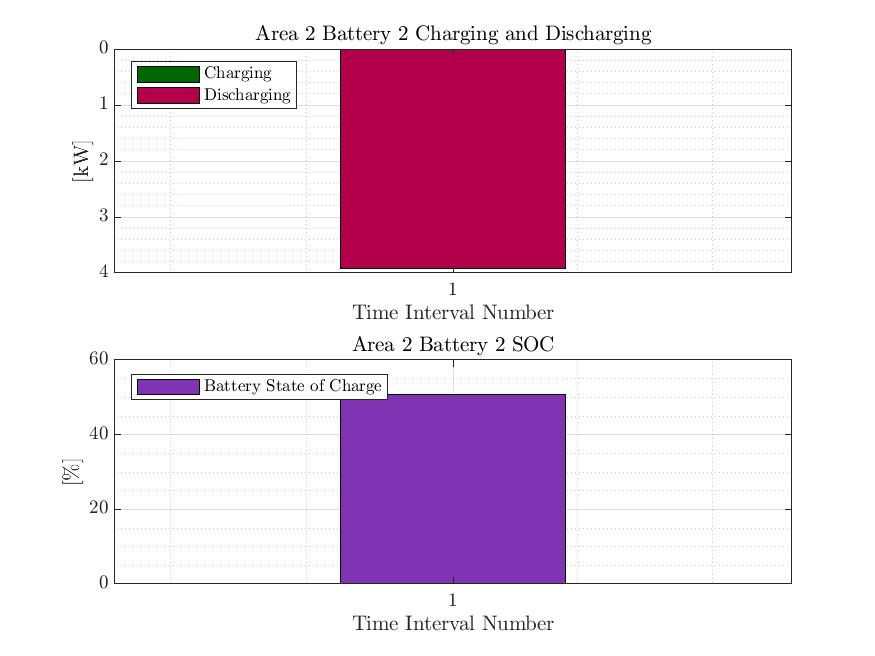 Area 2 Battery 2 Charging and Discharging
0
1
2
3
4
[kW]
Charging
Discharging
1
Time Interval Number
Area 2 Battery 2 SOC
60
40
20
0
[%]
Battery State of Charge
1
Time Interval Number